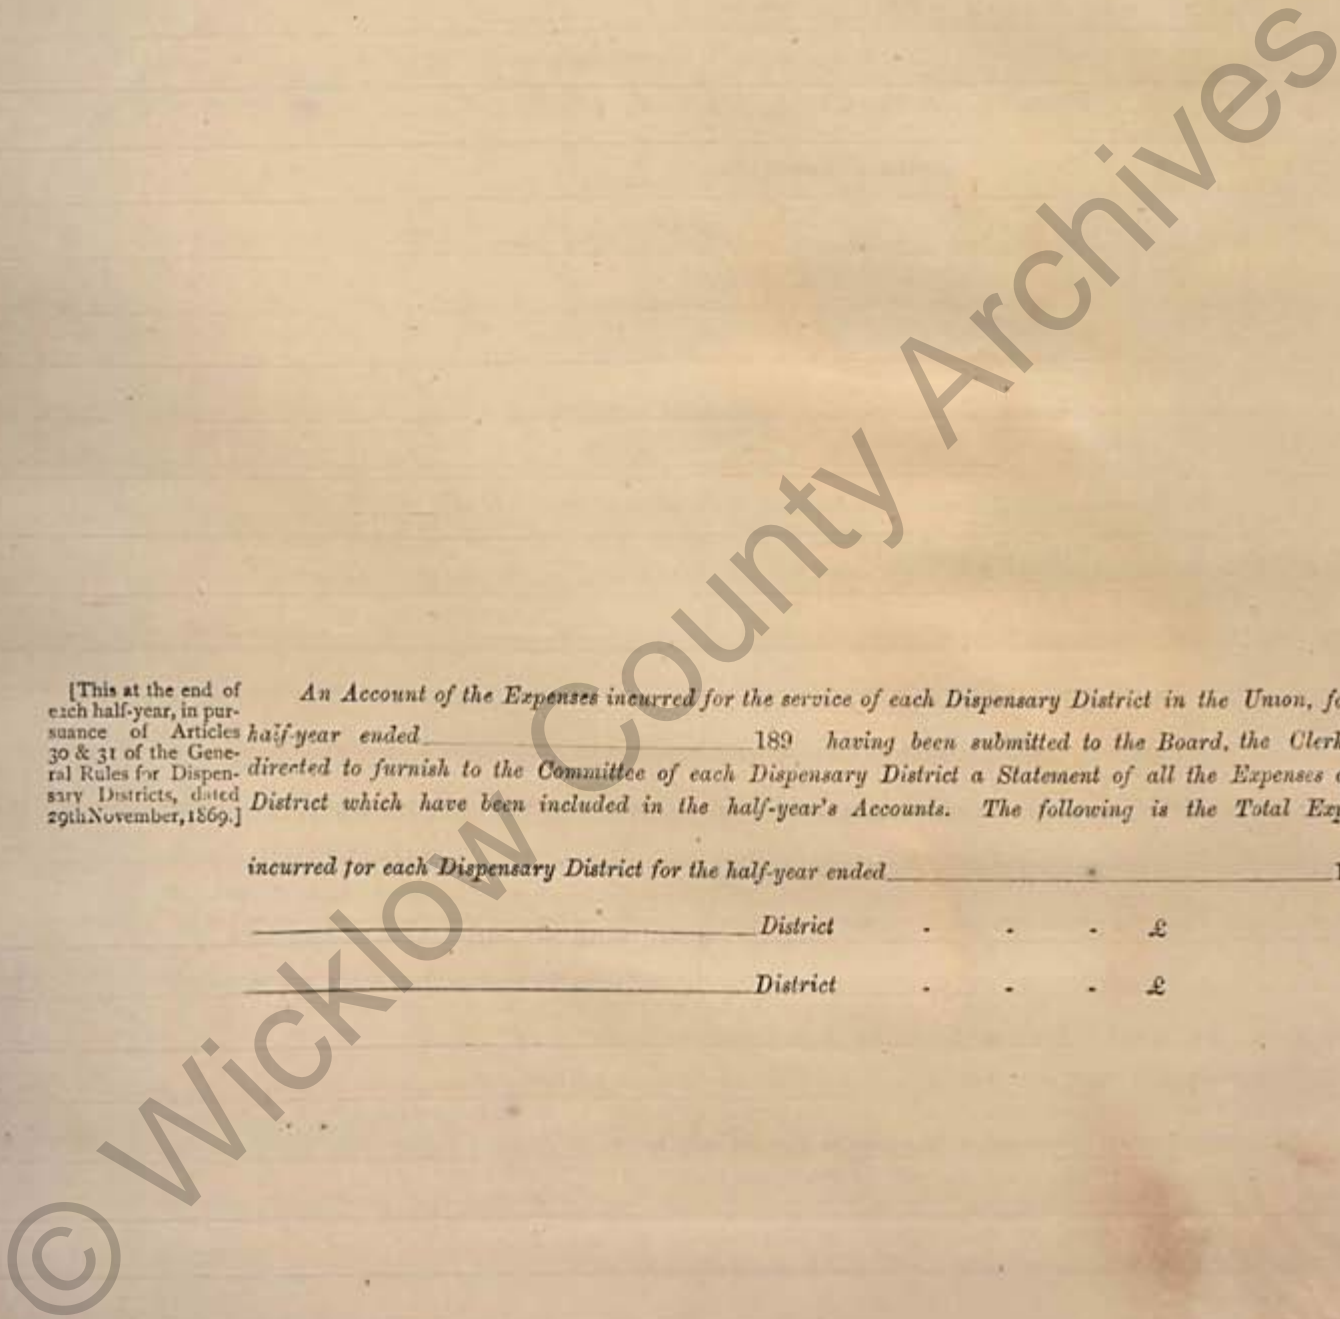 [This at the end of
each half-year, in pur-
suance of Articles
30 & 31 of the Gene-
ral Rules for Dispen-
sary Districts, dated
29th November, 1869.]
An Account of the Expenses incurred for the service of each Dispensary District in the Union,
half-year ended 189 having been submitted to the Board, the Clerk
directed to furnish to the Committee of each Dispensary District a Statement of all the Expenses
District which have been included in the half-year's Accounts. The following is the Total
incurred for each Dispensary District for the half-year ended
District - - - £
District - - - £
© Wicklow County Archives